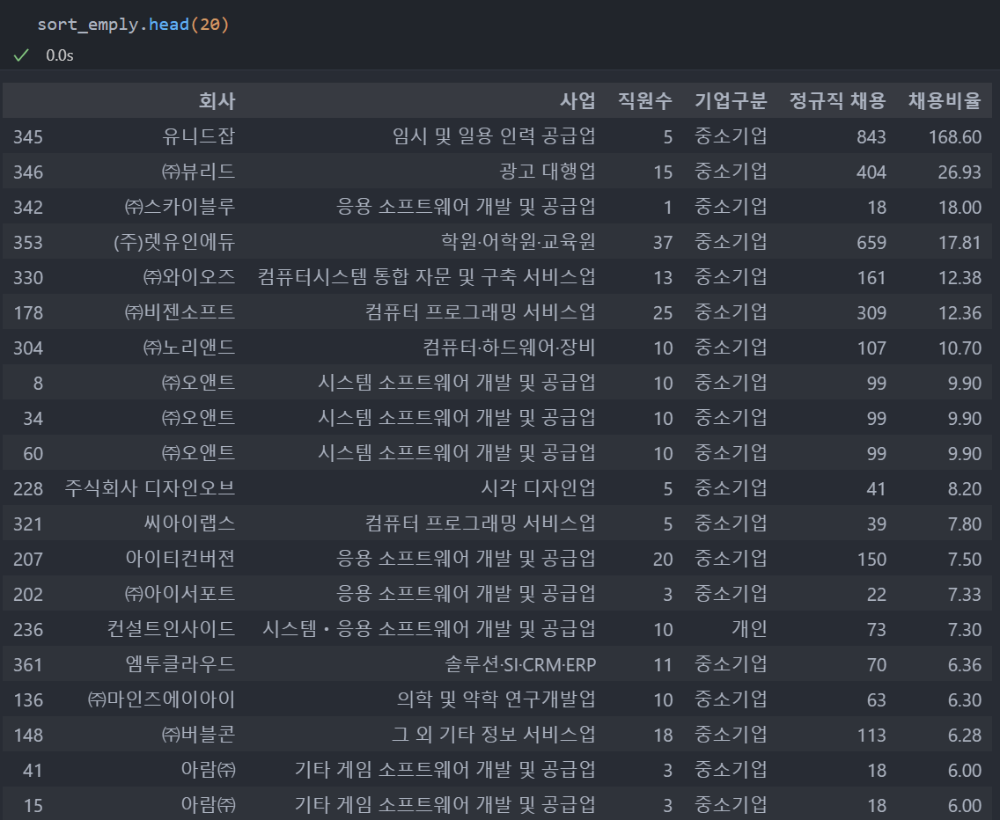 sort_emply.head(20)
0.0s
회사 사업 직원수 기업구분 정규직 채용 채용비율
345 유니드잡 임시 및 일용 인력 공급업 5 중소기업 843 168.60
346 ㈜뷰리드 광고 대행업 15 중소기업 404 26.93
342 ㈜스카이블루 응용 소프트웨어 개발 및 공급업 1 중소기업 18 18.00
353 (주)렛유인에듀 학원·어학원·교육원 37 중소기업 659 17.81
330 ㈜와이오즈 컴퓨터시스템 통합 자문 및 구축 서비스업 13 중소기업 161 12.38
178 ㈜비젠소프트 컴퓨터 프로그래밍 서비스업 25 중소기업 309 12.36
304 ㈜노리앤드 컴퓨터·하드웨어·장비 10 중소기업 107 10.70
8 ㈜오앤트 시스템 소프트웨어 개발 및 공급업 10 중소기업 99 9.90
34 ㈜오앤트 시스템 소프트웨어 개발 및 공급업 10 중소기업 99 9.90
60 ㈜오앤트 시스템 소프트웨어 개발 및 공급업 10 중소기업 99 9.90
228 주식회사 디자인오브 시각 디자인업 5 중소기업 41 8.20
321 씨아이랩스 컴퓨터 프로그래밍 서비스업 5 중소기업 39 7.80
207 아이티컨버젼 응용 소프트웨어 개발 및 공급업 20 중소기업 150 7.50
202 ㈜아이서포트 응용 소프트웨어 개발 및 공급업 3 중소기업 22 7.33
236 컨설트인사이드 시스템・응용 소프트웨어 개발 및 공급업 10 개인 73 7.30
361 엠투클라우드 솔루션·SI·CRM·ERP 11 중소기업 70 6.36
136 ㈜마인즈에이아이 의학 및 약학 연구개발업 10 중소기업 63 6.30
148 ㈜버블콘 그 외 기타 정보 서비스업 18 중소기업 113 6.28
41 아람㈜ 기타 게임 소프트웨어 개발 및 공급업 3 중소기업 18 6.00
15 아람㈜ 기타 게임 소프트웨어 개발 및 공급업 3 중소기업 18 6.00